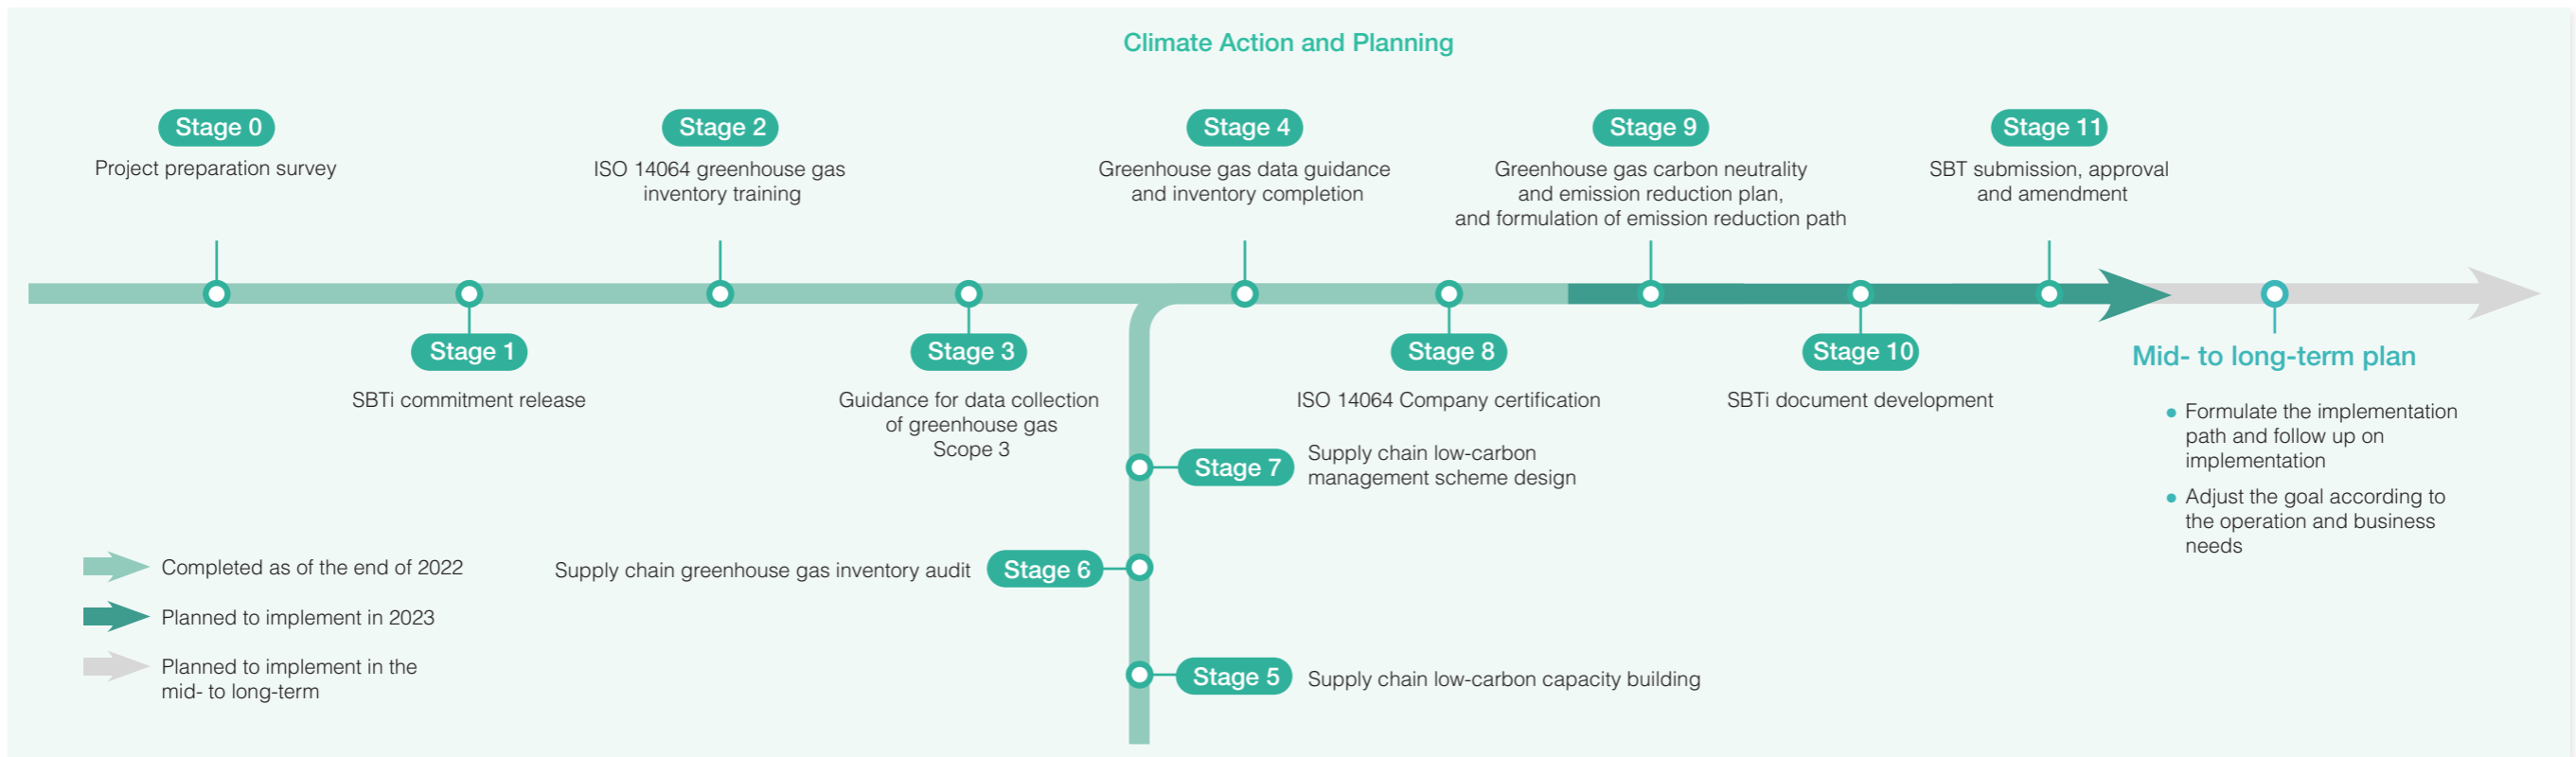 Climate Action and Planning
Stage 0
Project preparation survey
Stage 1
SBTi commitment release
Stage 2
ISO 14064 greenhouse gas
inventory training
Stage 3
Guidance for data collection
of greenhouse gas
Scope 3
Stage 4
Greenhouse gas data guidance
and inventory completion
Stage 5
Supply chain low-carbon capacity building
Stage 6
Supply chain greenhouse gas inventory audit
Stage 7
Supply chain low-carbon
management scheme design
Stage 8
ISO 14064 Company certification
Stage 9
Greenhouse gas carbon neutrality
and emission reduction plan,
and formulation of emission reduction path
Stage 10
SBTi document development
Stage 11
SBT submission, approval
and amendment
Mid- to long-term plan
Formulate the implementation
path and follow up on
implementation
Adjust the goal according to
the operation and business
needs
Completed as of the end of 2022
Planned to implement in 2023
Planned to implement in the
mid- to long-term